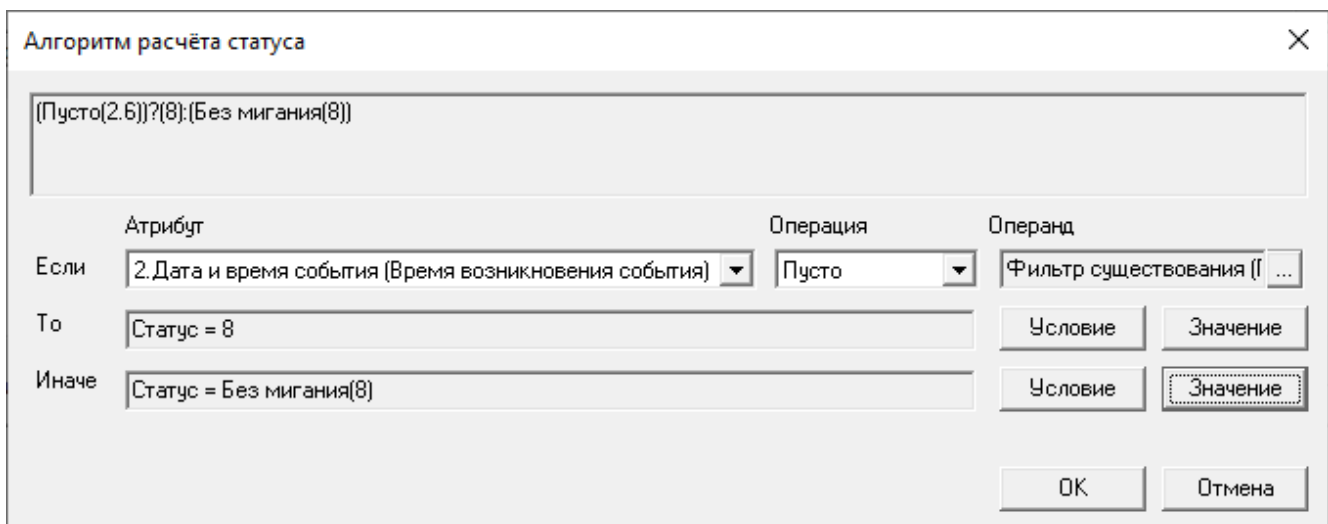 Алгоритм расчёта статуса
(Пусто(2.6))?(8):(Без мигания(8))
Атрибут Операция Операнд
Если 2.Дата и время события (Время возникновения события) Пусто Фильтр существования (Г ...
То Статус = 8 Условие Значение
Иначе Статус = Без мигания(8) Условие Значение
OK Отмена